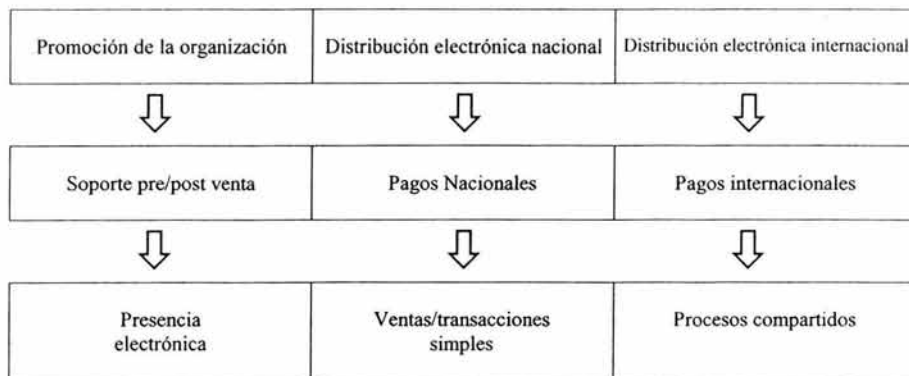 Promoción de la organización
Distribución electrónica nacional
Distribución electrónica internacional
Soporte pre/post venta
Pagos Nacionales
Pagos internacionales
Presencia
electrónica
Ventas/transacciones
simples
Procesos compartidos